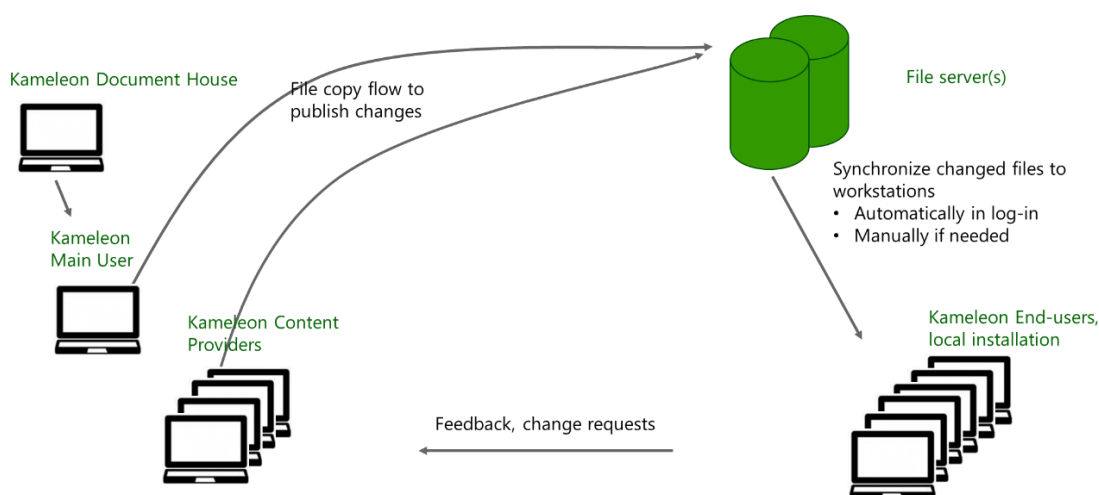 Kameleon Document House
File copy flow to
publish changes
File server(s)
Synchronize changed files to
workstations
• Automatically in log-in
• Manually if needed
Kameleon
Main User
Kameleon Content
Providers
Kameleon End-users,
local installation
Feedback, change requests